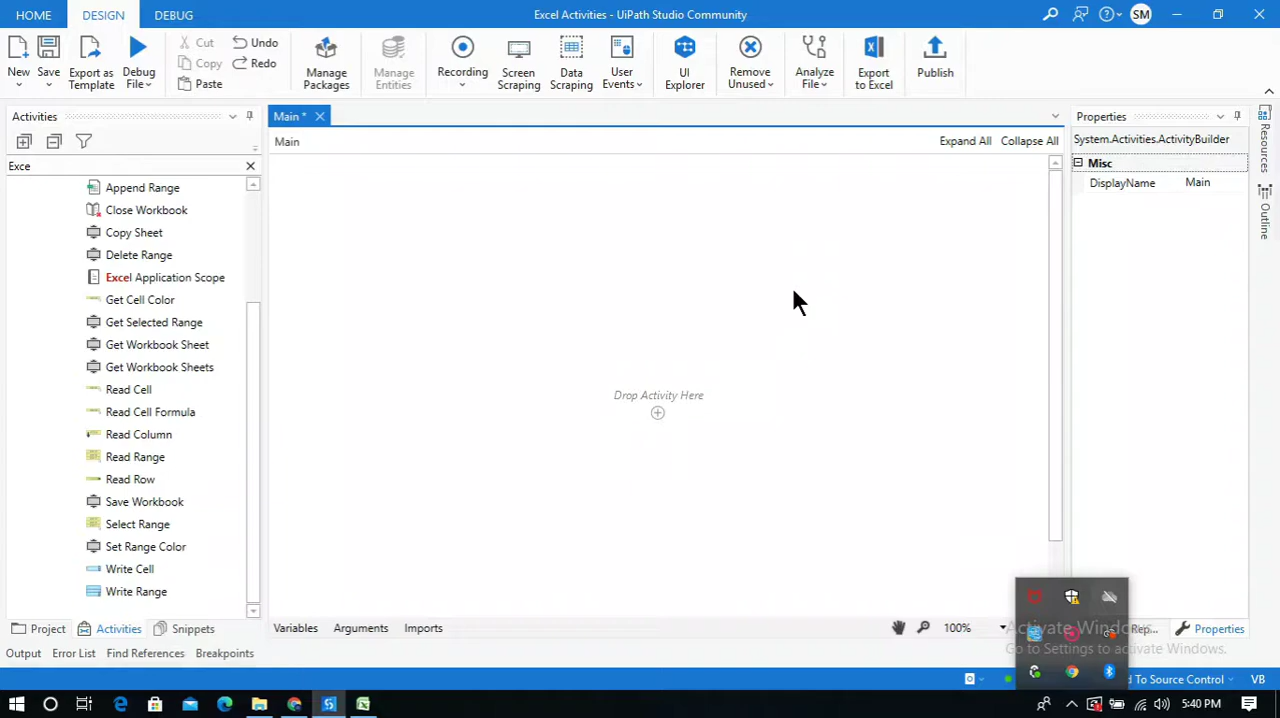 HOME DESIGN DEBUG Excel Activities - UiPath Studio Community SM
Cut Undo
Copy Redo
Paste
New Save Export as Template Debug File Manage Packages Manage Entities Recording Screen Scraping Data Scraping User Events UI Explorer Remove Unused Analyze File Export to Excel Publish
Activities Main * Properties
Main Expand All Collapse All System.Activities.ActivityBuilder
Exce
Misc
DisplayName Main
Append Range
Close Workbook
Copy Sheet
Delete Range
Excel Application Scope
Get Cell Color
Get Selected Range
Get Workbook Sheet
Get Workbook Sheets
Read Cell
Read Cell Formula
Read Column
Read Range
Read Row
Save Workbook
Select Range
Set Range Color
Write Cell
Write Range
Drop Activity Here
Resources
Outline
Project Activities Snippets Variables Arguments Imports 100% Rep... Properties
Activate Windows
Go to Settings to activate Windows.
Output Error List Find References Breakpoints
d To Source Control VB
5:40 PM